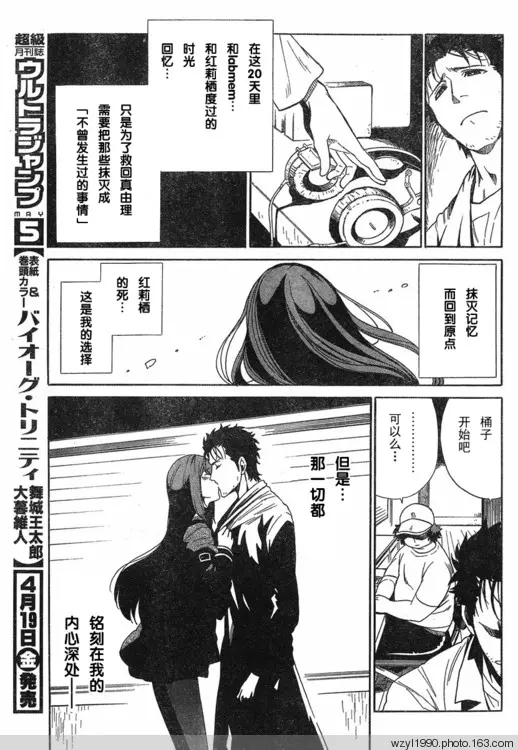 在这20天里
和labmem…
和红莉栖度过的
时光
回忆…
只是为了救回真由理
需要把那些抹灭成
「不曾发生过的事情」
抹灭记忆
而回到原点
红莉栖
的死…
这是我的选择
桶子
开始吧
可以么……
但是…
那一切都
铭刻在我的
内心深处——
超級
月刊誌
ウルトラジャンプ
MAY
5
【表紙&
巻頭カラー
バイオーグ・トリニティ
舞城王太郎
大暮維人】
4月19日㊎発売
wzyl1990.photo.163.com